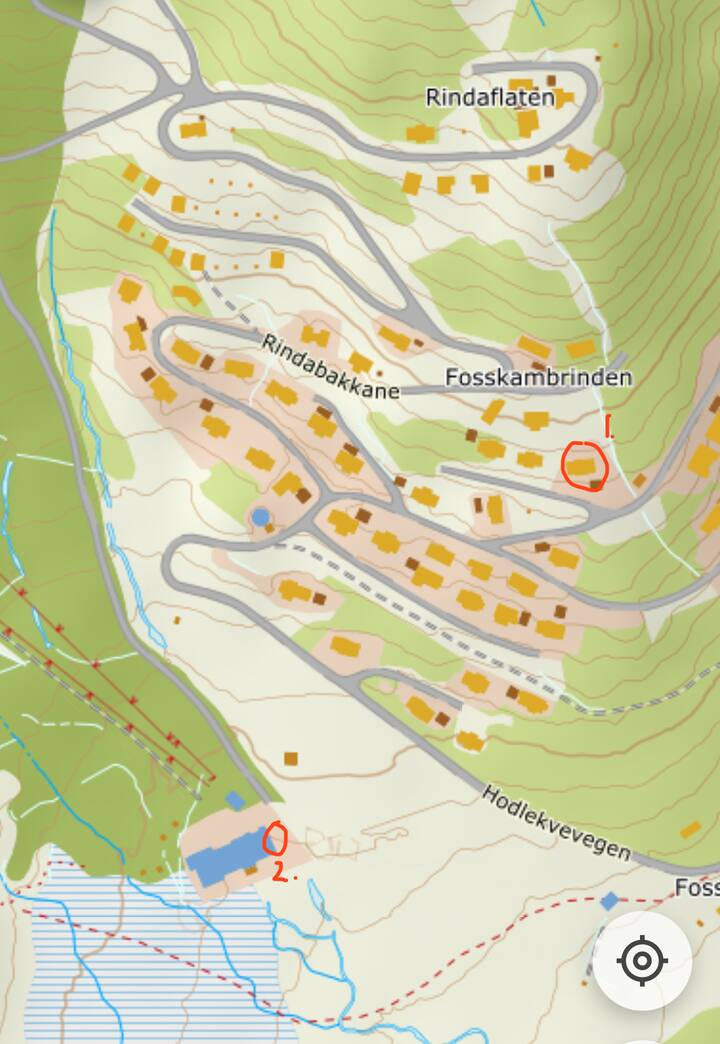 Rindaflaten
Rindabakkane
Fosskambrinden
1.
Hodlekvevegen
2.
Foss